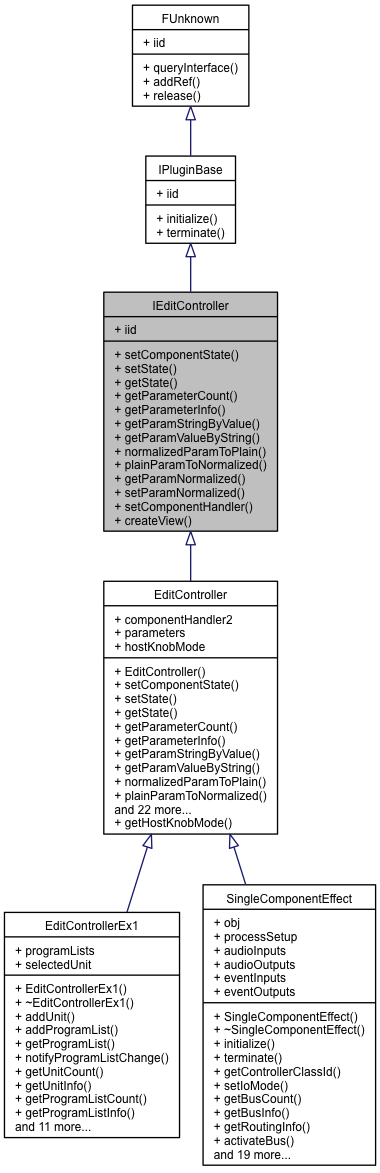 FUnknown
+ iid
+ queryInterface()
+ addRef()
+ release()
IPluginBase
+ iid
+ initialize()
+ terminate()
IEditController
+ iid
+ setComponentState()
+ setState()
+ getState()
+ getParameterCount()
+ getParameterInfo()
+ getParamStringByValue()
+ getParamValueByString()
+ normalizedParamToPlain()
+ plainParamToNormalized()
+ getParamNormalized()
+ setParamNormalized()
+ setComponentHandler()
+ createView()
EditController
+ componentHandler2
+ parameters
+ hostKnobMode
+ EditController()
+ setComponentState()
+ setState()
+ getState()
+ getParameterCount()
+ getParameterInfo()
+ getParamStringByValue()
+ getParamValueByString()
+ normalizedParamToPlain()
+ plainParamToNormalized()
and 22 more...
+ getHostKnobMode()
EditControllerEx1
+ programLists
+ selectedUnit
+ EditControllerEx1()
+ ~EditControllerEx1()
+ addUnit()
+ addProgramList()
+ getProgramList()
+ notifyProgramListChange()
+ getUnitCount()
+ getUnitInfo()
+ getProgramListCount()
+ getProgramListInfo()
and 11 more...
SingleComponentEffect
+ obj
+ processSetup
+ audioInputs
+ audioOutputs
+ eventInputs
+ eventOutputs
+ SingleComponentEffect()
+ ~SingleComponentEffect()
+ initialize()
+ terminate()
+ getControllerClassId()
+ setIoMode()
+ getBusCount()
+ getBusInfo()
+ getRoutingInfo()
+ activateBus()
and 19 more...